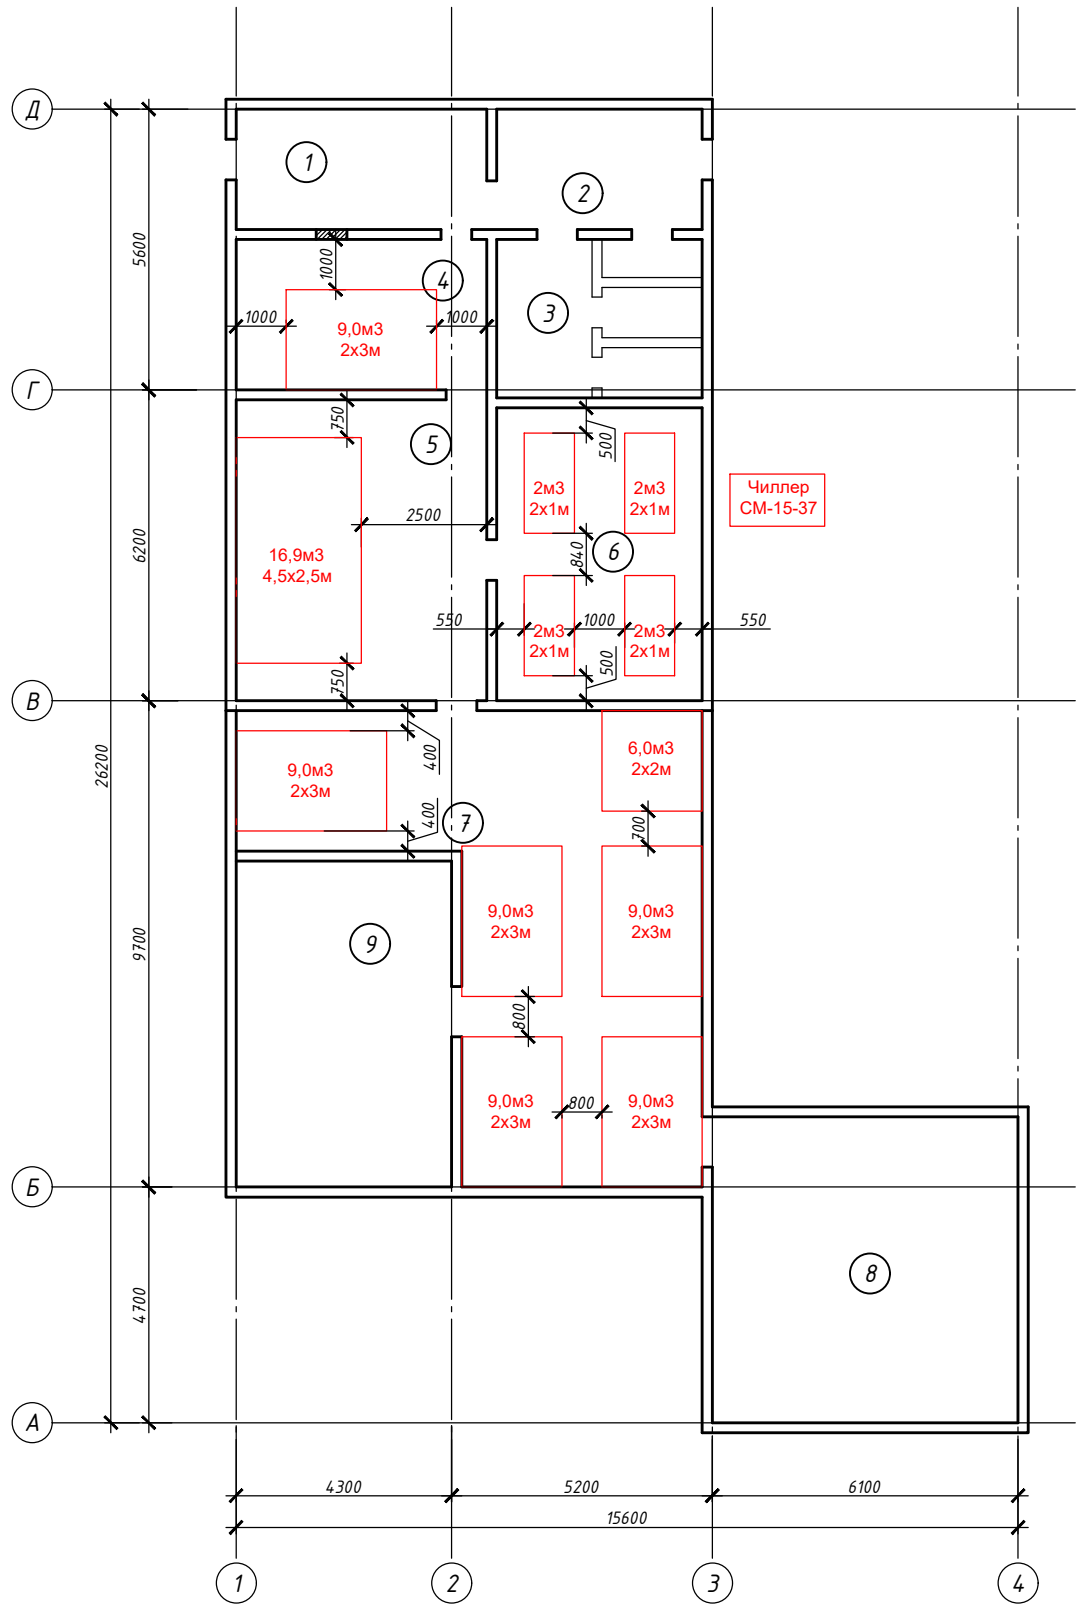 Д
1
2
5600
1000
4
3
1000
1000
9,0м3
2х3м
Г
750
5
500
2м3
2х1м
2м3
2х1м
Чиллер
СМ-15-37
2500
6200
16,9м3
4,5х2,5м
840
6
550
2м3
2х1м
1000
2м3
2х1м
550
750
500
В
26200
9,0м3
2х3м
400
6,0м3
2х2м
400
7
700
9700
9
9,0м3
2х3м
9,0м3
2х3м
800
9,0м3
2х3м
800
9,0м3
2х3м
Б
4700
8
А
4300
5200
6100
15600
1
2
3
4